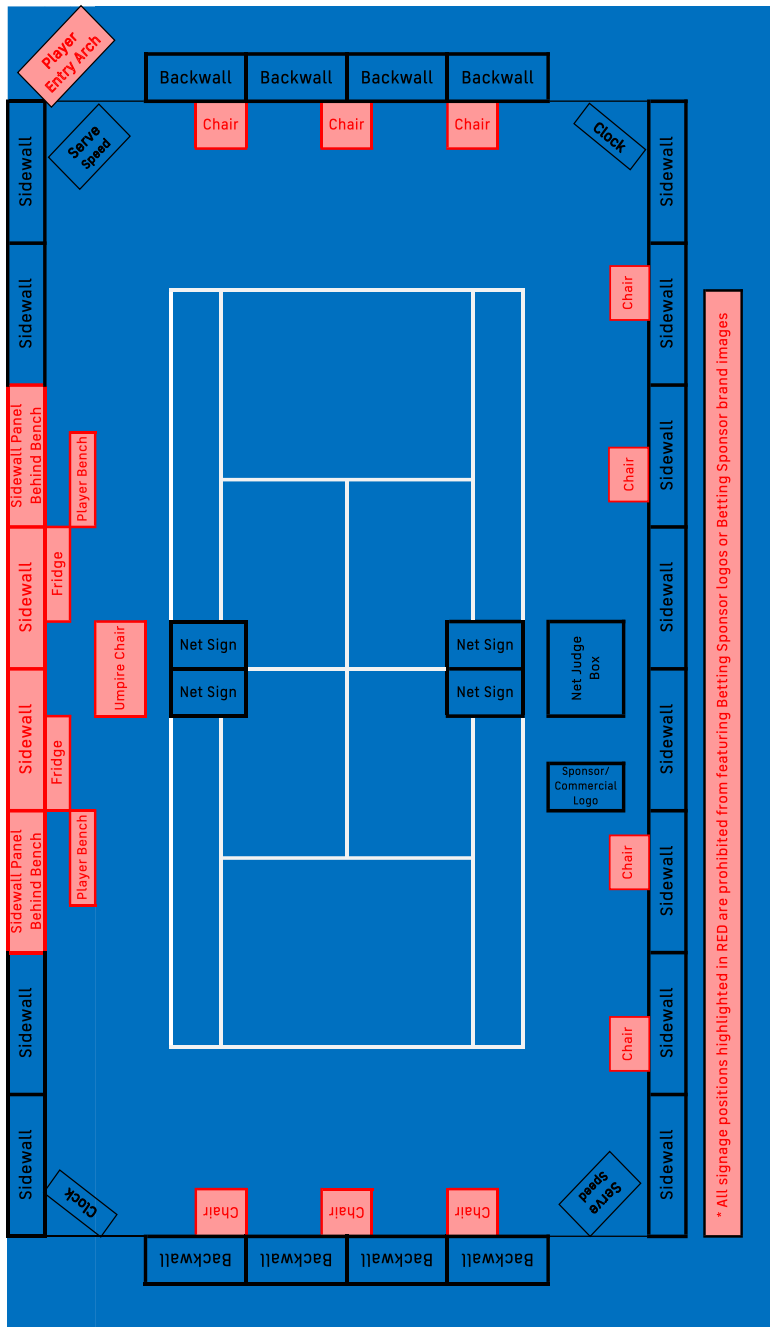 Player
Entry Arch
Backwall
Backwall
Backwall
Backwall
Serve
Speed
Chair
Chair
Chair
Clock
Sidewall
Sidewall
Sidewall Panel
Behind Bench
Sidewall
Sidewall
Sidewall Panel
Behind Bench
Sidewall
Sidewall
Player Bench
Fridge
Fridge
Player Bench
Umpire Chair
Net Sign
Net Sign
Net Sign
Net Sign
Net Judge
Box
Sponsor/
Commercial
Logo
Chair
Chair
Chair
Chair
Sidewall
Sidewall
Sidewall
Sidewall
Sidewall
Sidewall
Sidewall
Sidewall
* All signage positions highlighted in RED are prohibited from featuring Betting Sponsor logos or Betting Sponsor brand images
Clock
Chair
Chair
Chair
Serve
Speed
Backwall
Backwall
Backwall
Backwall